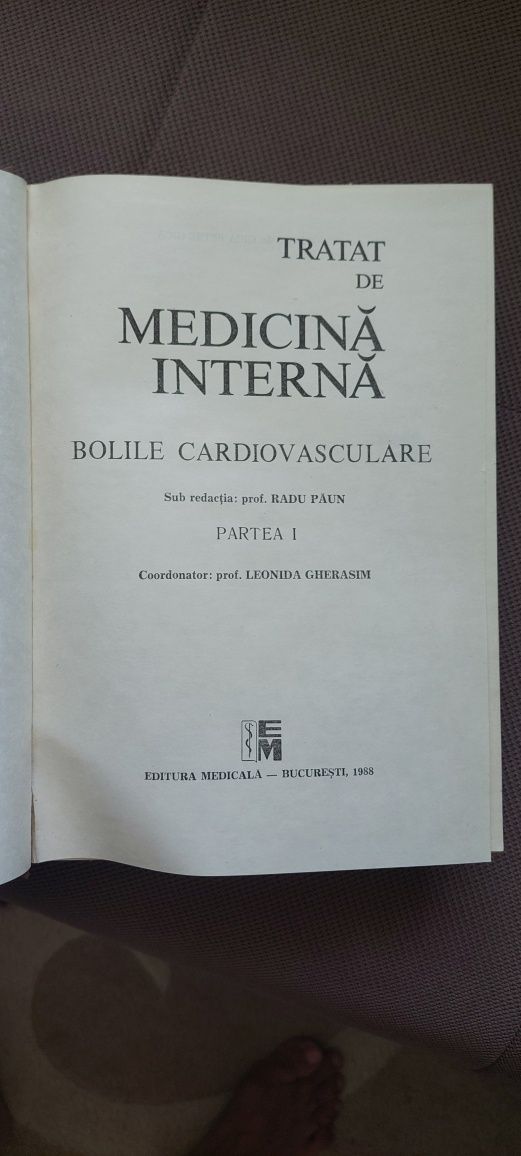 TRATAT
DE
MEDICINĂ
INTERNĂ
BOLILE CARDIOVASCULARE
Sub redacția: prof. RADU PĂUN
PARTEA I
Coordonator: prof. LEONIDA GHERASIM
E
M
EDITURA MEDICALĂ — BUCUREȘTI, 1988